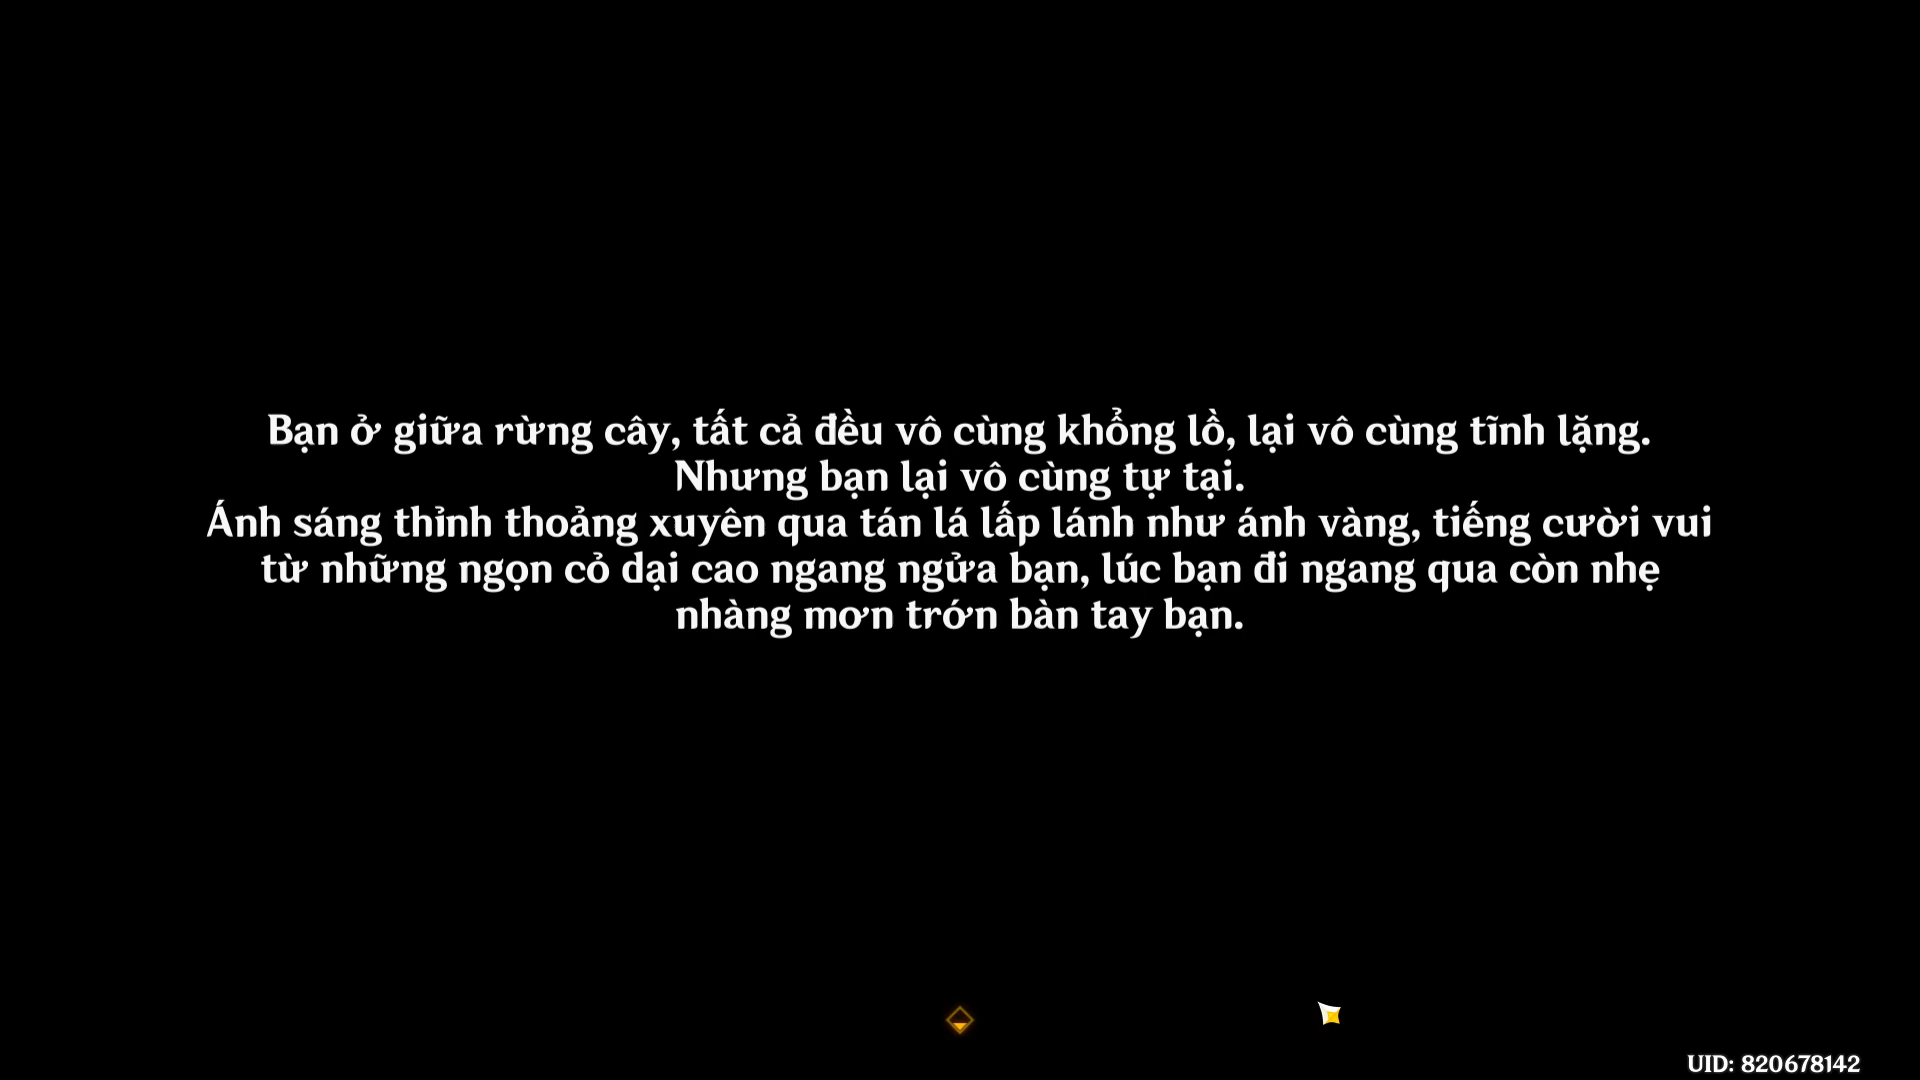 Bạn ở giữa rừng cây, tất cả đều vô cùng khổng lồ, lại vô cùng tĩnh lặng.
Nhưng bạn lại vô cùng tự tại.
Ánh sáng thỉnh thoảng xuyên qua tán lá lấp lánh như ánh vàng, tiếng cười vui
từ những ngọn cỏ dại cao ngang ngửa bạn, lúc bạn đi ngang qua còn nhẹ
nhàng mơn trớn bàn tay bạn.
UID: 820678142